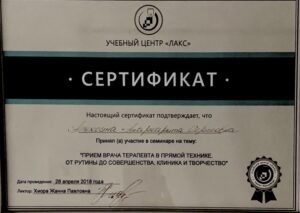 УЧЕБНЫЙ ЦЕНТР «ЛАКС»
· СЕРТИФИКАТ ·
Настоящий сертификат подтверждает, что
Принял (а) участие в семинаре на тему:
"ПРИЕМ ВРАЧА ТЕРАПЕВТА В ПРЯМОЙ ТЕХНИКЕ.
ОТ РУТИНЫ ДО СОВЕРШЕНСТВА. КЛИНИКА И ТВОРЧЕСТВО"
Дата проведения: 28 апреля 2018 года
Лектор: Хиора Жанна Павловна